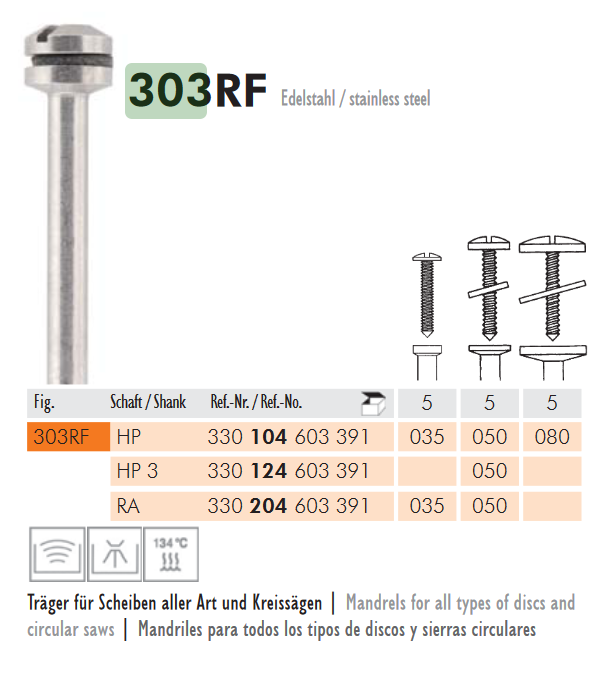 303RF Edelstahl / stainless steel
Fig. Schaft / Shank Ref.-Nr. / Ref.-No. 5 5 5
303RF HP 330 104 603 391 035 050 080
HP 3 330 124 603 391 050
RA 330 204 603 391 035 050
134 °C
Träger für Scheiben aller Art und Kreissägen | Mandrels for all types of discs and
circular saws | Mandriles para todos los tipos de discos y sierras circulares